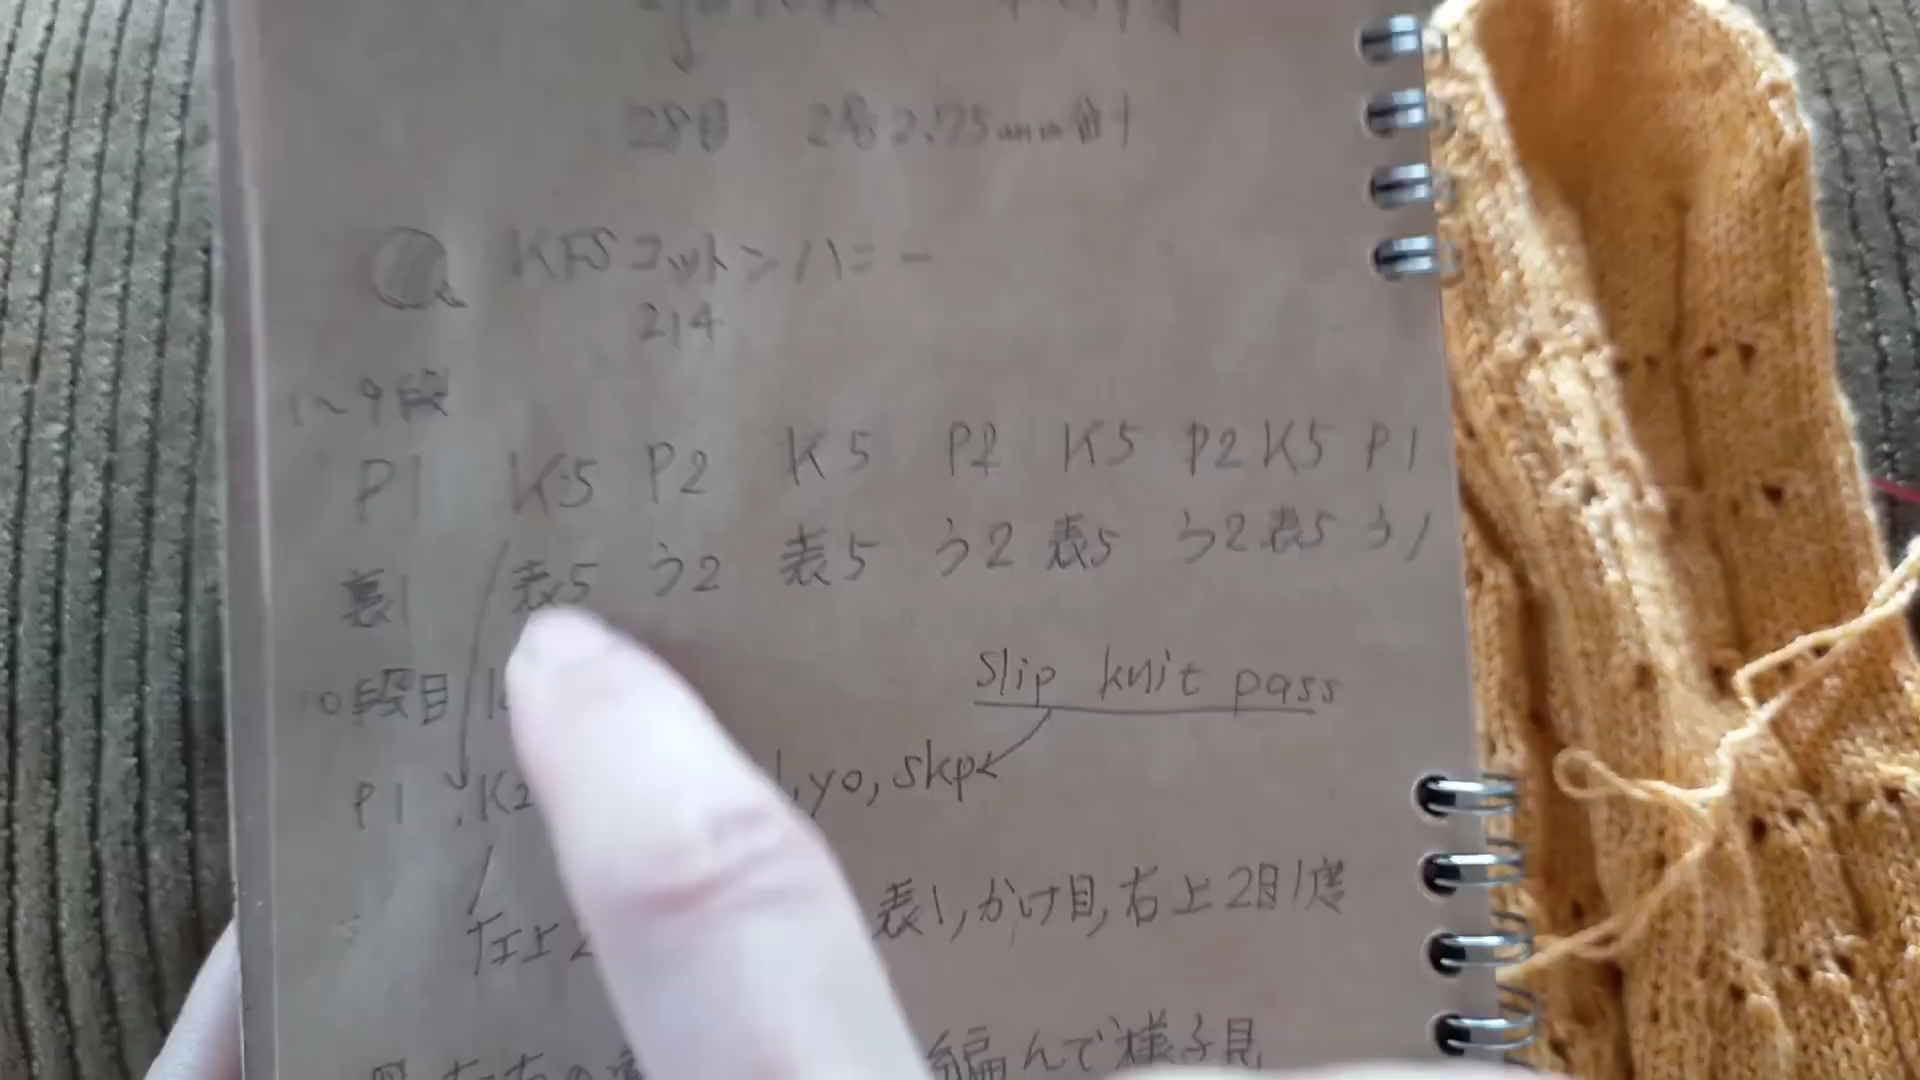 28目 2号2.75mm針
KFSコットンハニー
214
1~9段
P1 K5 P2 K5 P2 K5 P2 K5 P1
裏1 表5 う2 表5 う2 表5 う2 表5 う1
0段目
Slip knit pass
P1 K2 ,yo,skp
左上 表1,かけ目,右上2目1度
編んで様子見